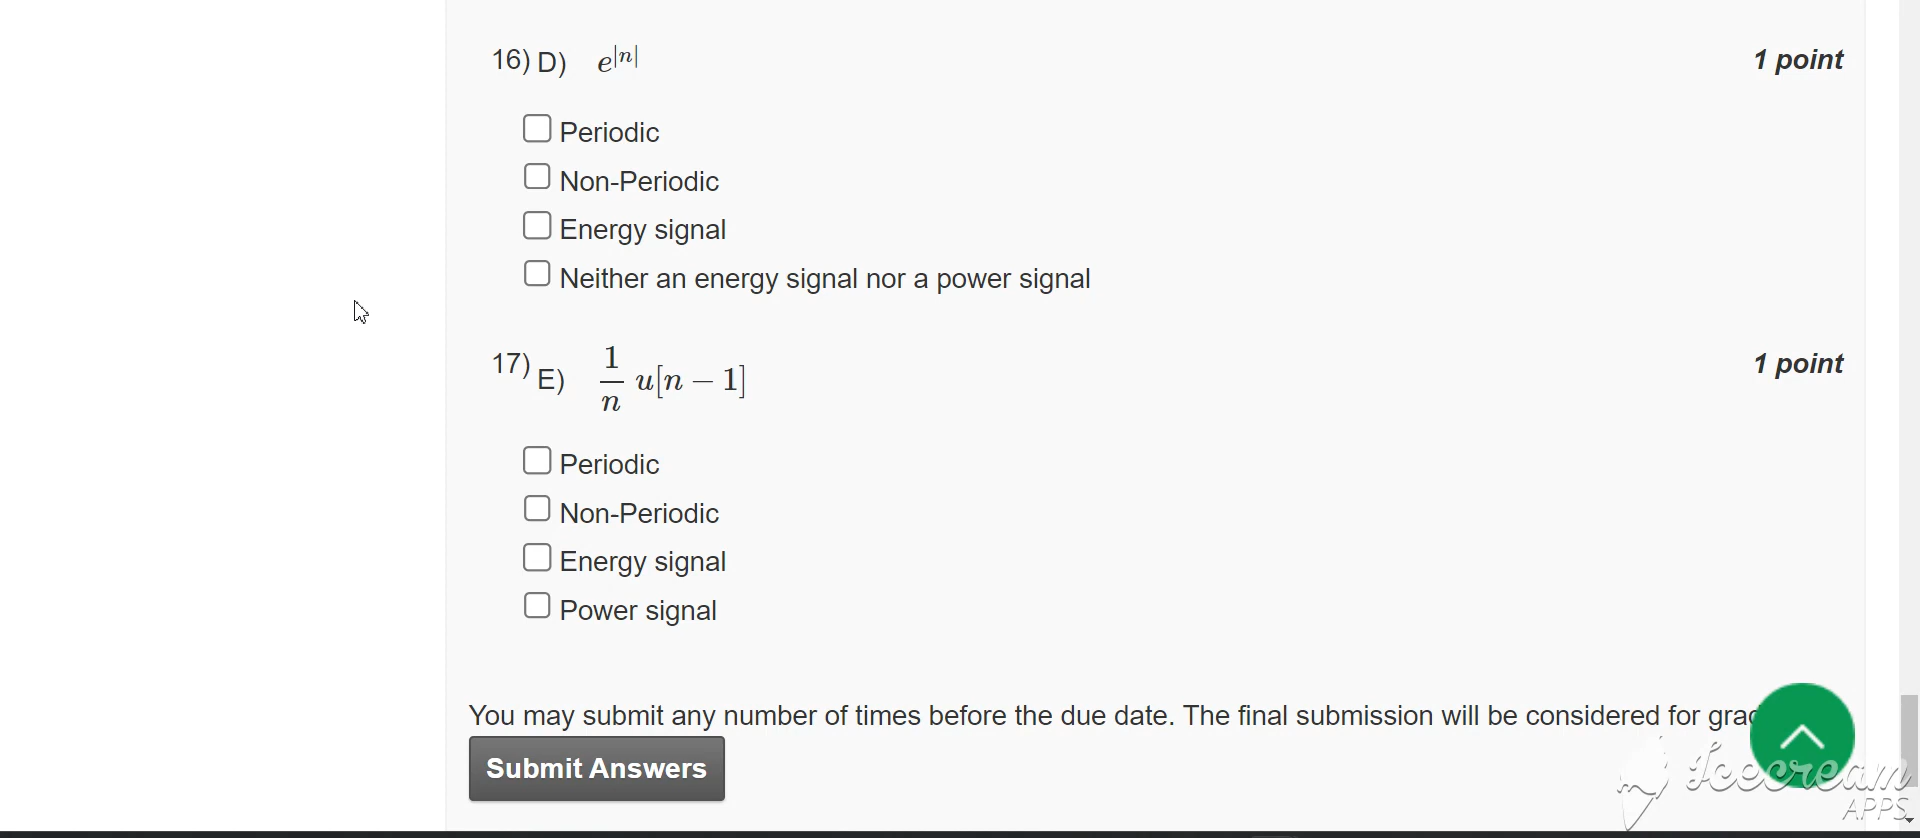 16) D) e^|n| 1 point
Periodic
Non-Periodic
Energy signal
Neither an energy signal nor a power signal
17) E) 1/n u[n − 1] 1 point
Periodic
Non-Periodic
Energy signal
Power signal
You may submit any number of times before the due date. The final submission will be considered for
Submit Answers
Icecream
APPS